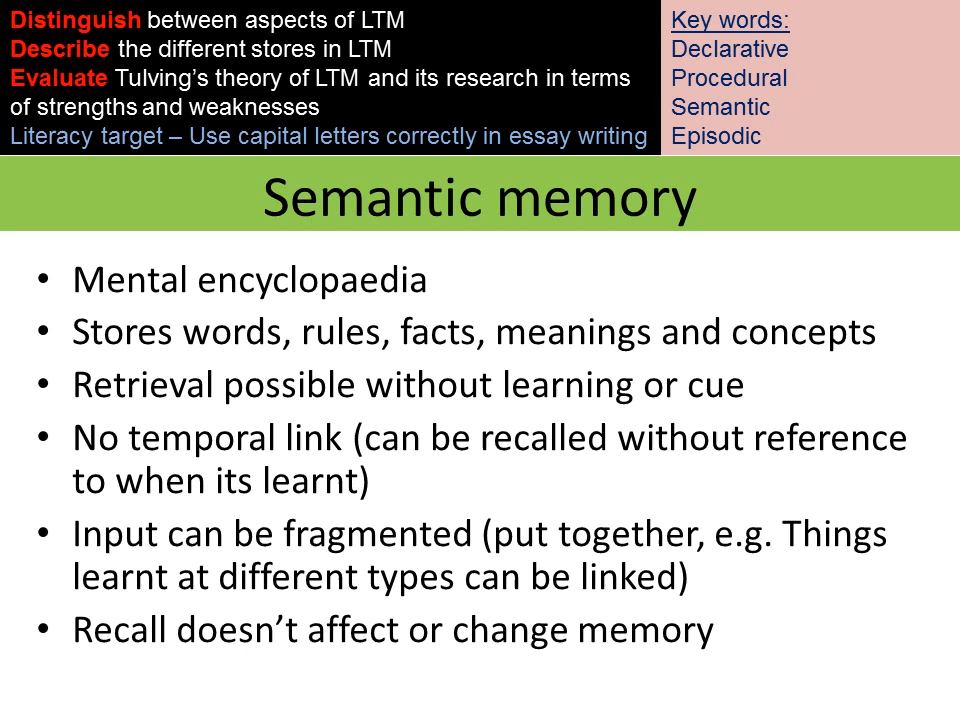 Distinguish between aspects of LTM
Describe the different stores in LTM
Evaluate Tulving’s theory of LTM and its research in terms
of strengths and weaknesses
Literacy target – Use capital letters correctly in essay writing
Key words:
Declarative
Procedural
Semantic
Episodic
Semantic memory
• Mental encyclopaedia
• Stores words, rules, facts, meanings and concepts
• Retrieval possible without learning or cue
• No temporal link (can be recalled without reference
to when its learnt)
• Input can be fragmented (put together, e.g. Things
learnt at different types can be linked)
• Recall doesn’t affect or change memory